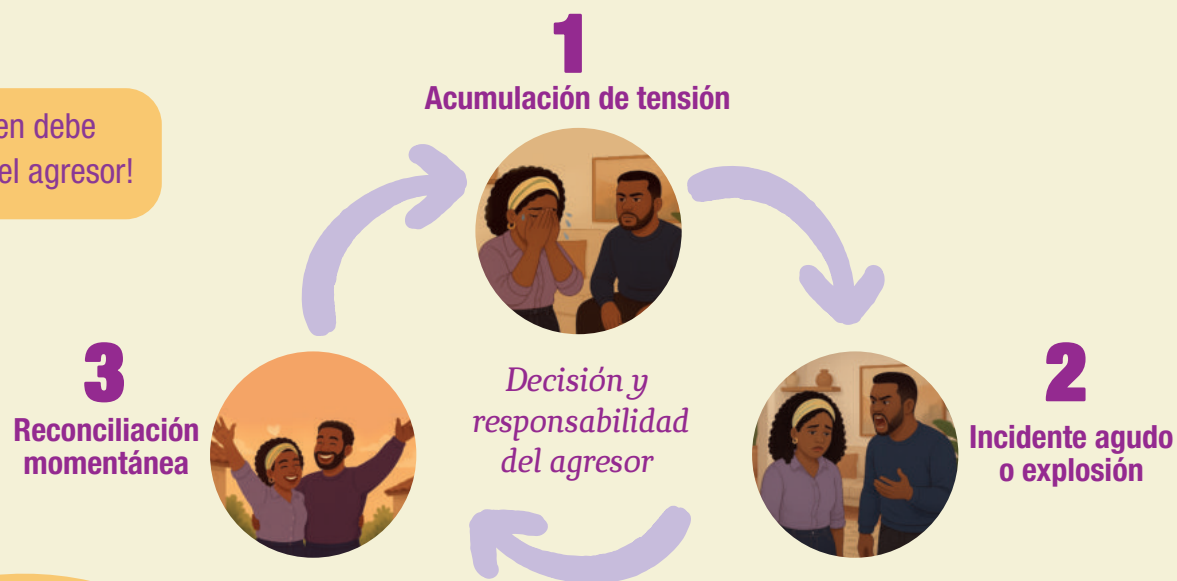 1
Acumulación de tensión
en debe
el agresor!
3
Reconciliación
momentánea
Decisión y
responsabilidad
del agresor
2
Incidente agudo
o explosión